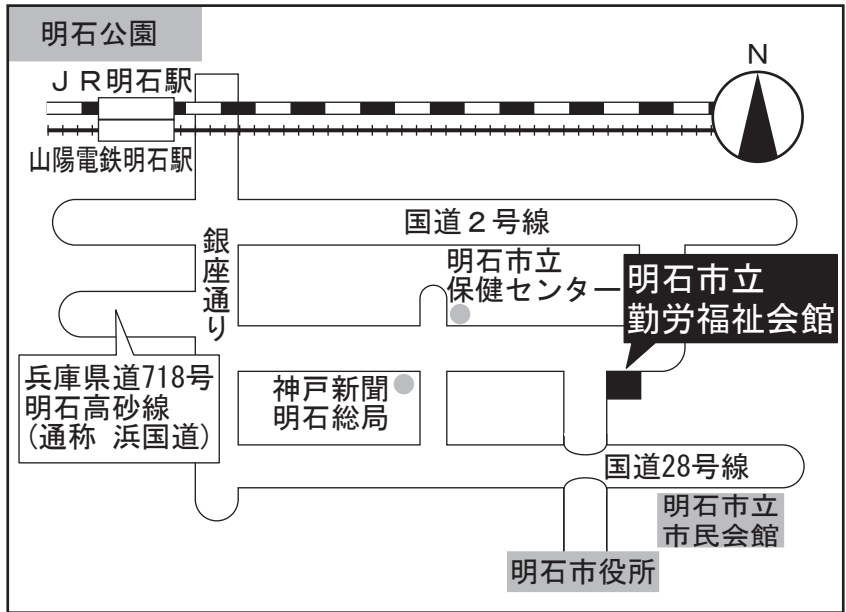 明石公園
ＪＲ明石駅
N
山陽電鉄明石駅
国道２号線
銀座通り
明石市立
保健センター
明石市立
勤労福祉会館
兵庫県道718号
明石高砂線
(通称 浜国道)
神戸新聞
明石総局
国道28号線
明石市立
市民会館
明石市役所